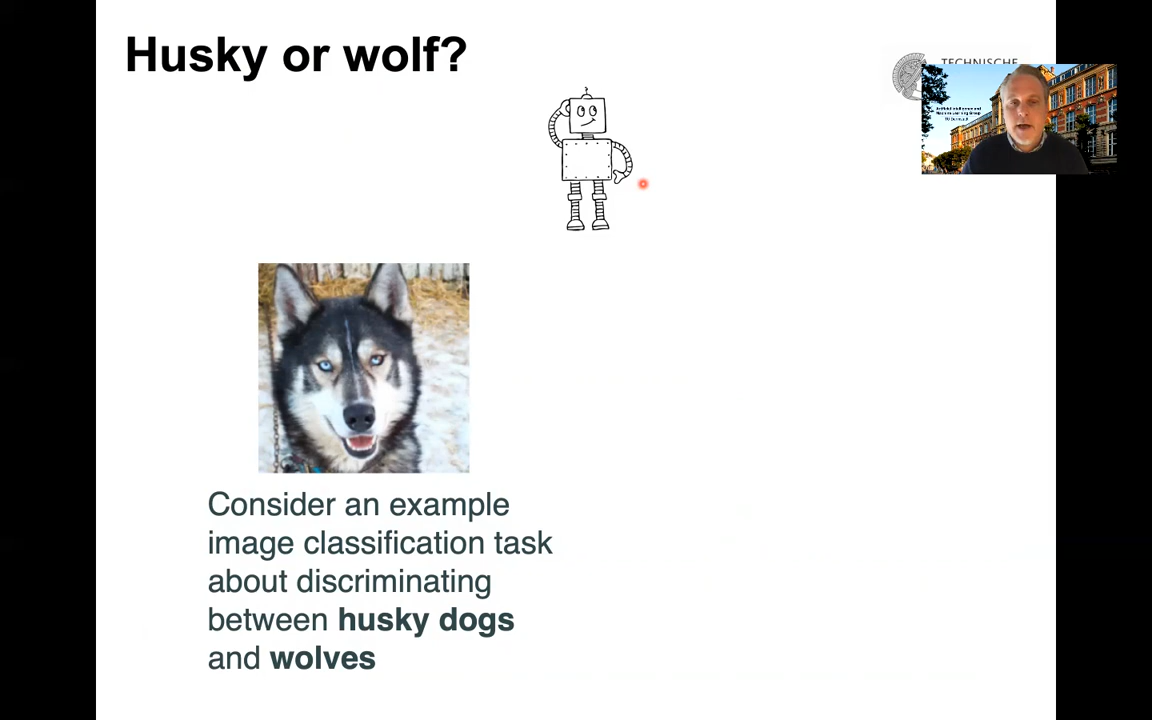 Husky or wolf?
TECHNISCHE
Consider an example
image classification task
about discriminating
between husky dogs
and wolves